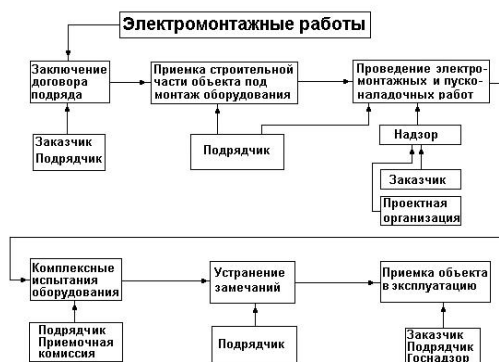 Электромонтажные работы
Заключение
договора
подряда
Приемка строительной
части объекта под
монтаж оборудования
Проведение электро-
монтажных и пуско-
наладочных работ
Заказчик
Подрядчик
Подрядчик
Надзор
Заказчик
Проектная
организация
Комплексные
испытания
оборудования
Устранение
замечаний
Приемка объекта
в эксплуатацию
Подрядчик
Приемочная
комиссия
Подрядчик
Заказчик
Подрядчик
Госнадзор